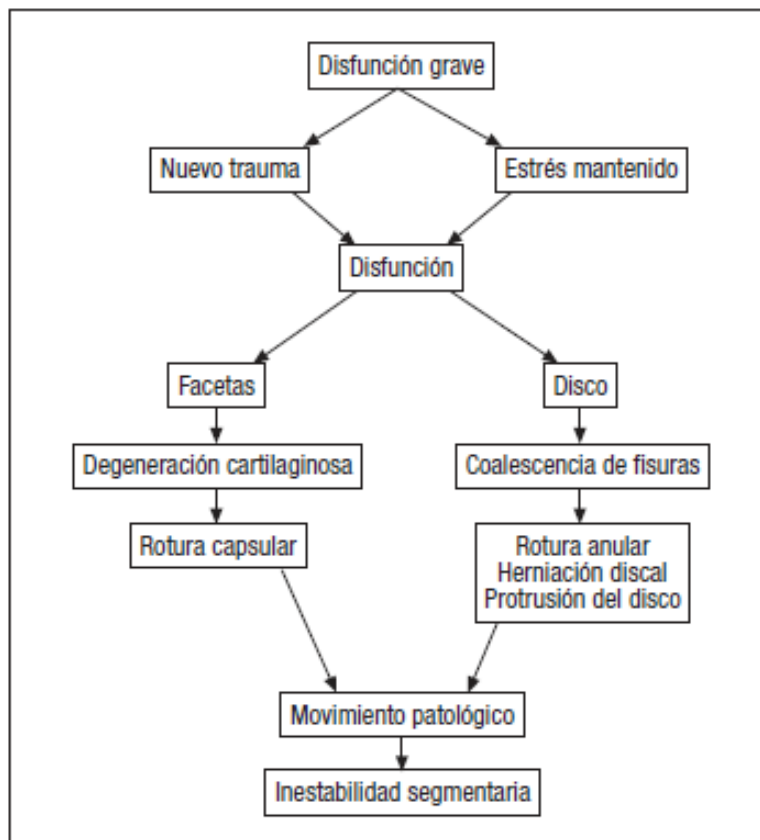 Disfunción grave
Nuevo trauma
Estrés mantenido
Disfunción
Facetas
Disco
Degeneración cartilaginosa
Coalescencia de fisuras
Rotura capsular
Rotura anular
Herniación discal
Protrusión del disco
Movimiento patológico
Inestabilidad segmentaria